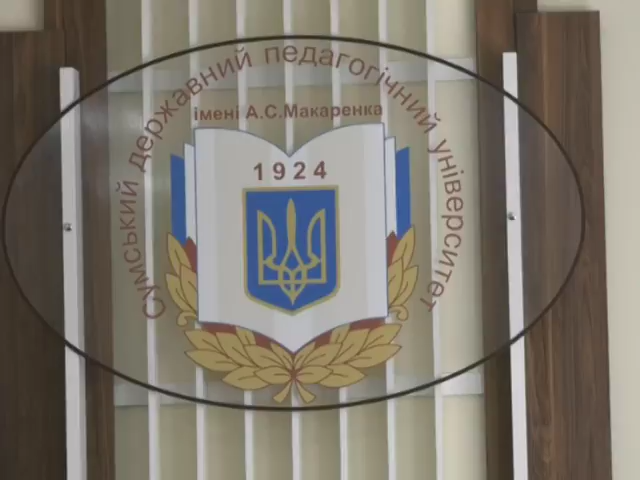 Сумський державний педагогічний університет
імені А.С.Макаренка
1924